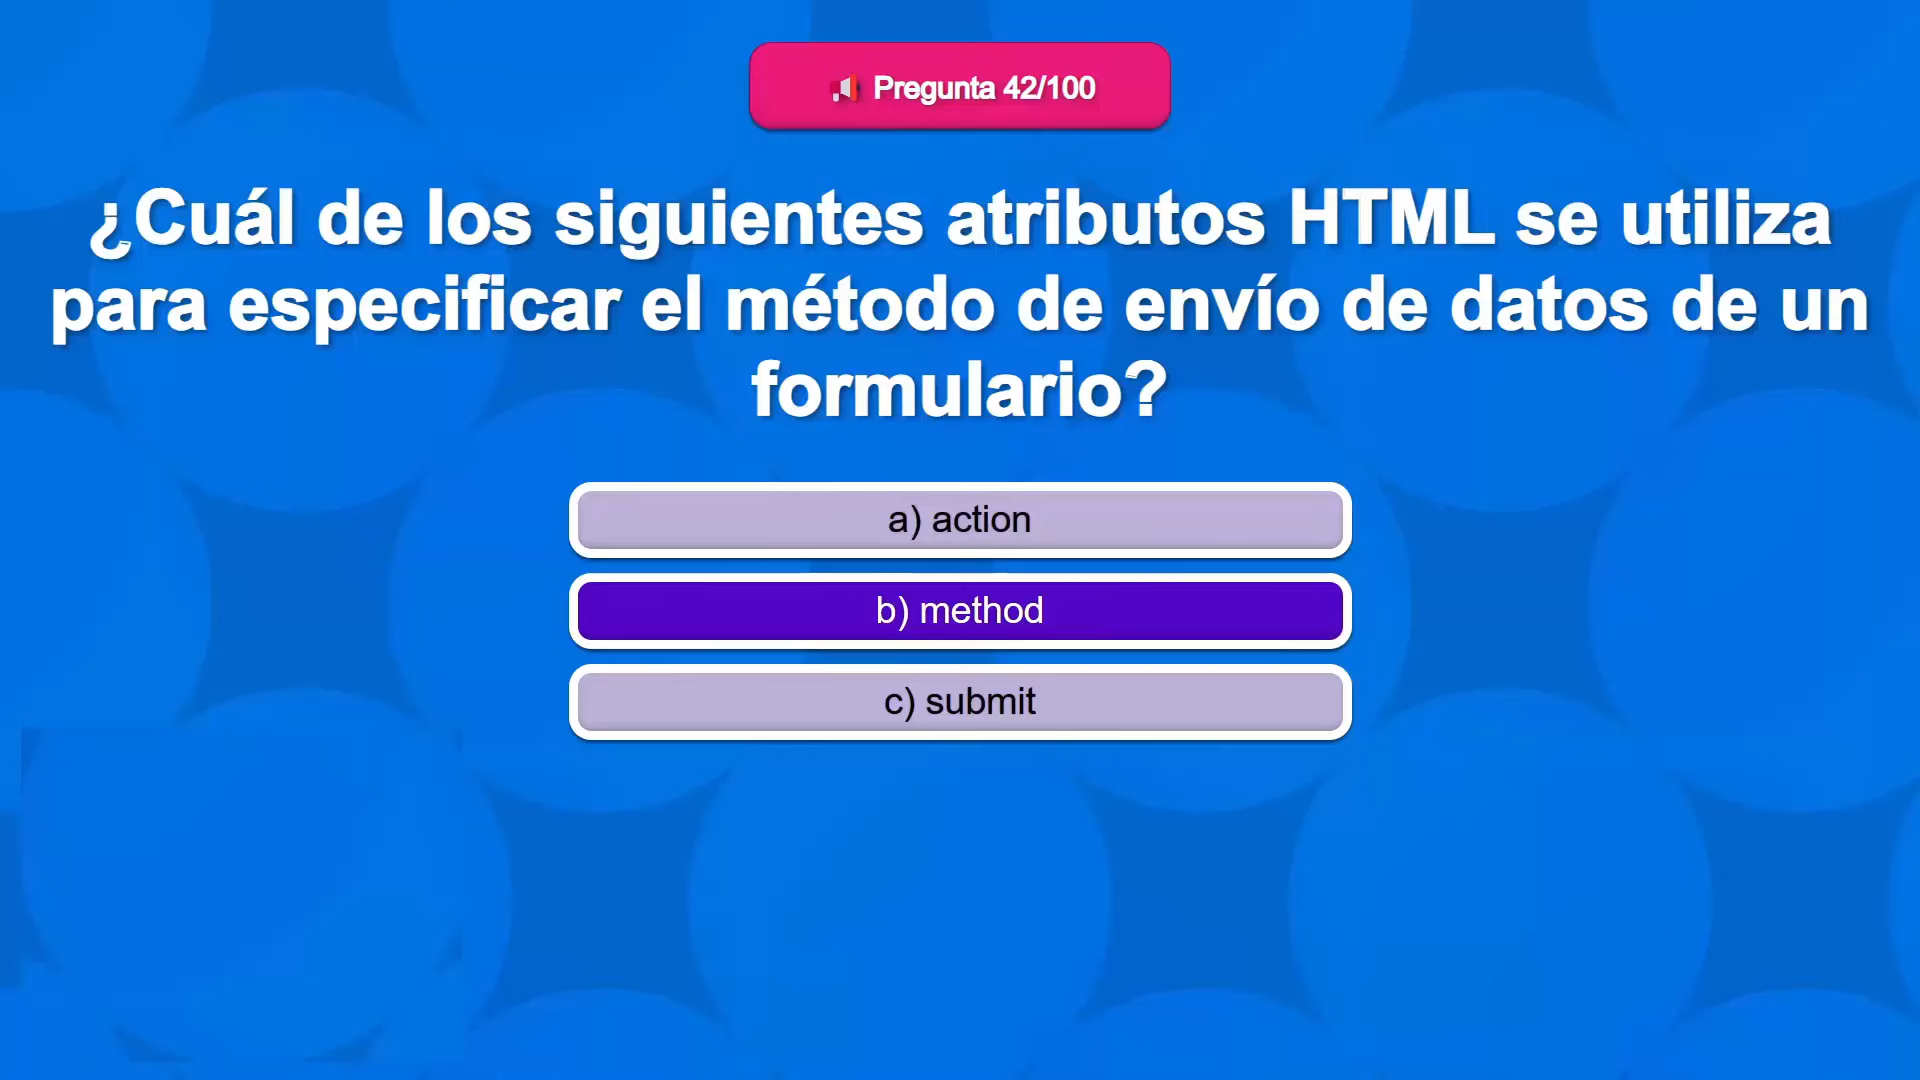 Pregunta 42/100
¿Cuál de los siguientes atributos HTML se utiliza
para especificar el método de envío de datos de un
formulario?
a) action
b) method
c) submit